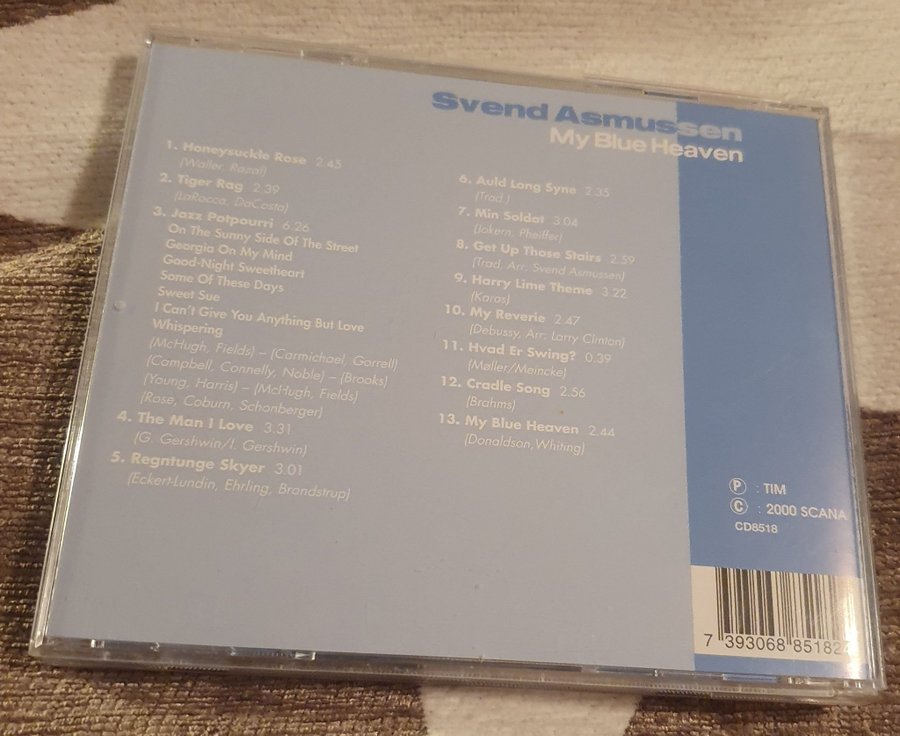 Svend Asmussen
My Blue Heaven
1. Honeysuckle Rose 2.45
(Waller, Razaf)
2. Tiger Rag 2.39
(LaRocca, DaCosta)
3. Jazz Potpourri 6.26
On The Sunny Side Of The Street
Georgia On My Mind
Good-Night Sweetheart
Some Of These Days
Sweet Sue
I Can't Give You Anything But Love
Whispering
(McHugh, Fields) – (Carmichael, Gorrell)
(Campbell, Connelly, Noble) – (Brooks)
(Young, Harris) – (McHugh, Fields)
(Rose, Coburn, Schonberger)
4. The Man I Love 3.31
(G. Gershwin/I. Gershwin)
5. Regntunge Skyer 3.01
(Eckert-Lundin, Ehrling, Brandstrup)
6. Auld Long Syne 2.35
(Trad.)
7. Min Soldat 3.04
(Jokern, Pheiffer)
8. Get Up Those Stairs 2.59
(Trad. Arr. Svend Asmussen)
9. Harry Lime Theme 3.22
(Karas)
10. My Reverie 2.47
(Debussy, Arr: Larry Clinton)
11. Hvad Er Swing? 0.39
(Møller/Meincke)
12. Cradle Song 2.56
(Brahms)
13. My Blue Heaven 2.44
(Donaldson, Whiting)
Ⓟ : TIM
Ⓒ : 2000 SCANA
CD8518
7 393068 85182